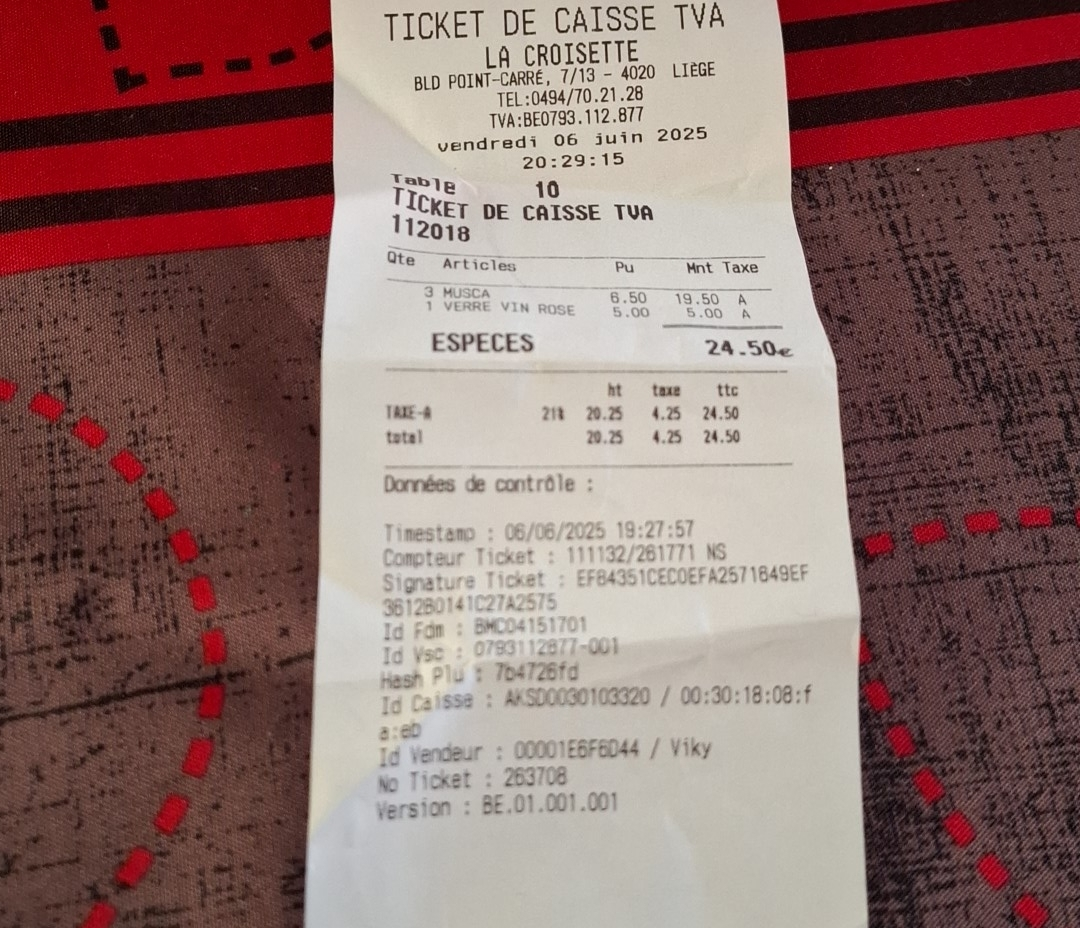 TICKET DE CAISSE TVA
LA CROISETTE
BLD POINT-CARRÉ, 7/13 - 4020 LIÈGE
TEL:0494/70.21.28
TVA:BE0793.112.877
vendredi 06 juin 2025
20:29:15
Table 10
TICKET DE CAISSE TVA
112018
Qte Articles Pu Mnt Taxe
3 MUSCA 6.50 19.50 A
1 VERRE VIN ROSE 5.00 5.00 A
ESPECES 24.50€
ht taxe ttc
TAXE-A 21% 20.25 4.25 24.50
total 20.25 4.25 24.50
Données de contrôle :
Timestamp : 06/06/2025 19:27:57
Compteur Ticket : 111132/261771 NS
Signature Ticket : EF84351CEC0EFA2571849EF
3612B0141C27A2575
Id Fdm : BMC04151701
Id Vsc : 0793112877-001
Hash Plu : 7b4726fd
Id Caisse : AKSD0030103320 / 00:30:18:08:f
a:eb
Id Vendeur : 00001E6F6D44 / Viky
No Ticket : 263708
Version : BE.01.001.001